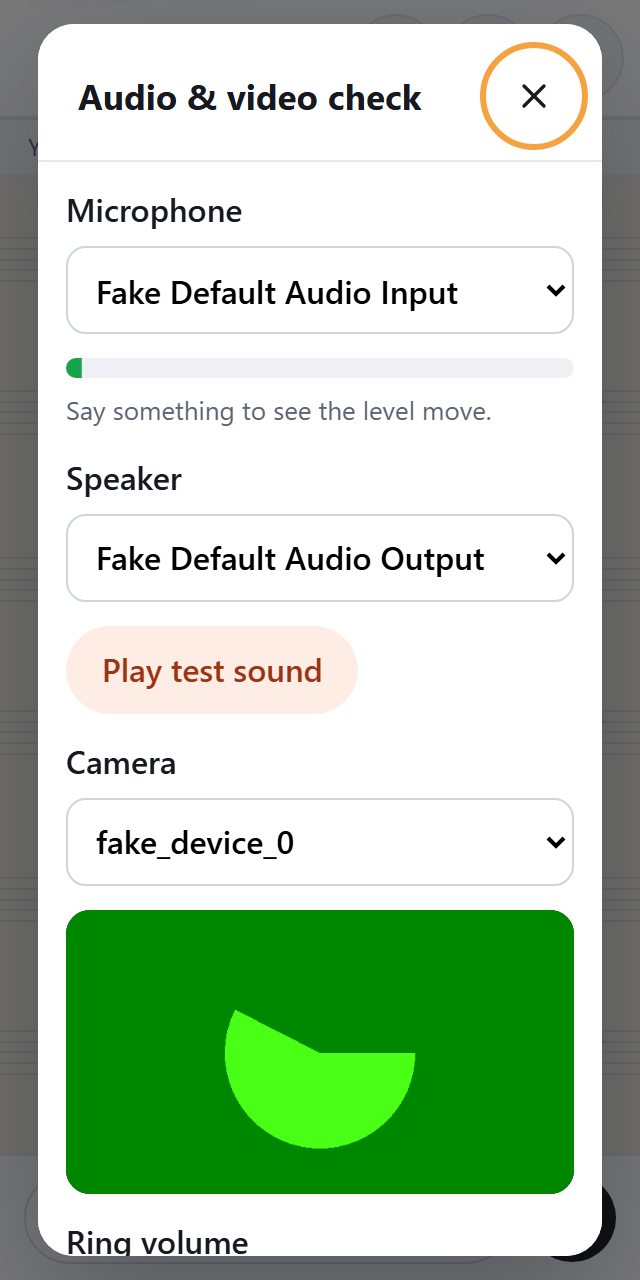 Audio & video check
Microphone
Fake Default Audio Input
Say something to see the level move.
Speaker
Fake Default Audio Output
Play test sound
Camera
fake_device_0
Ring volume